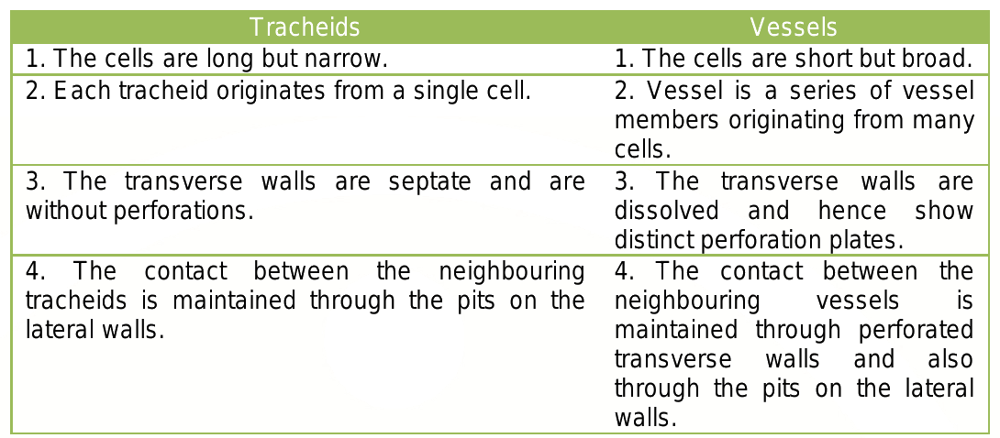 Tracheids
Vessels
1. The cells are long but narrow.
1. The cells are short but broad.
2. Each tracheid originates from a single cell.
2. Vessel is a series of vessel
members originating from many
cells.
3. The transverse walls are septate and are
without perforations.
3. The transverse walls are
dissolved and hence show
distinct perforation plates.
4. The contact between the neighbouring
tracheids is maintained through the pits on the
lateral walls.
4. The contact between the
neighbouring vessels is
maintained through perforated
transverse walls and also
through the pits on the lateral
walls.